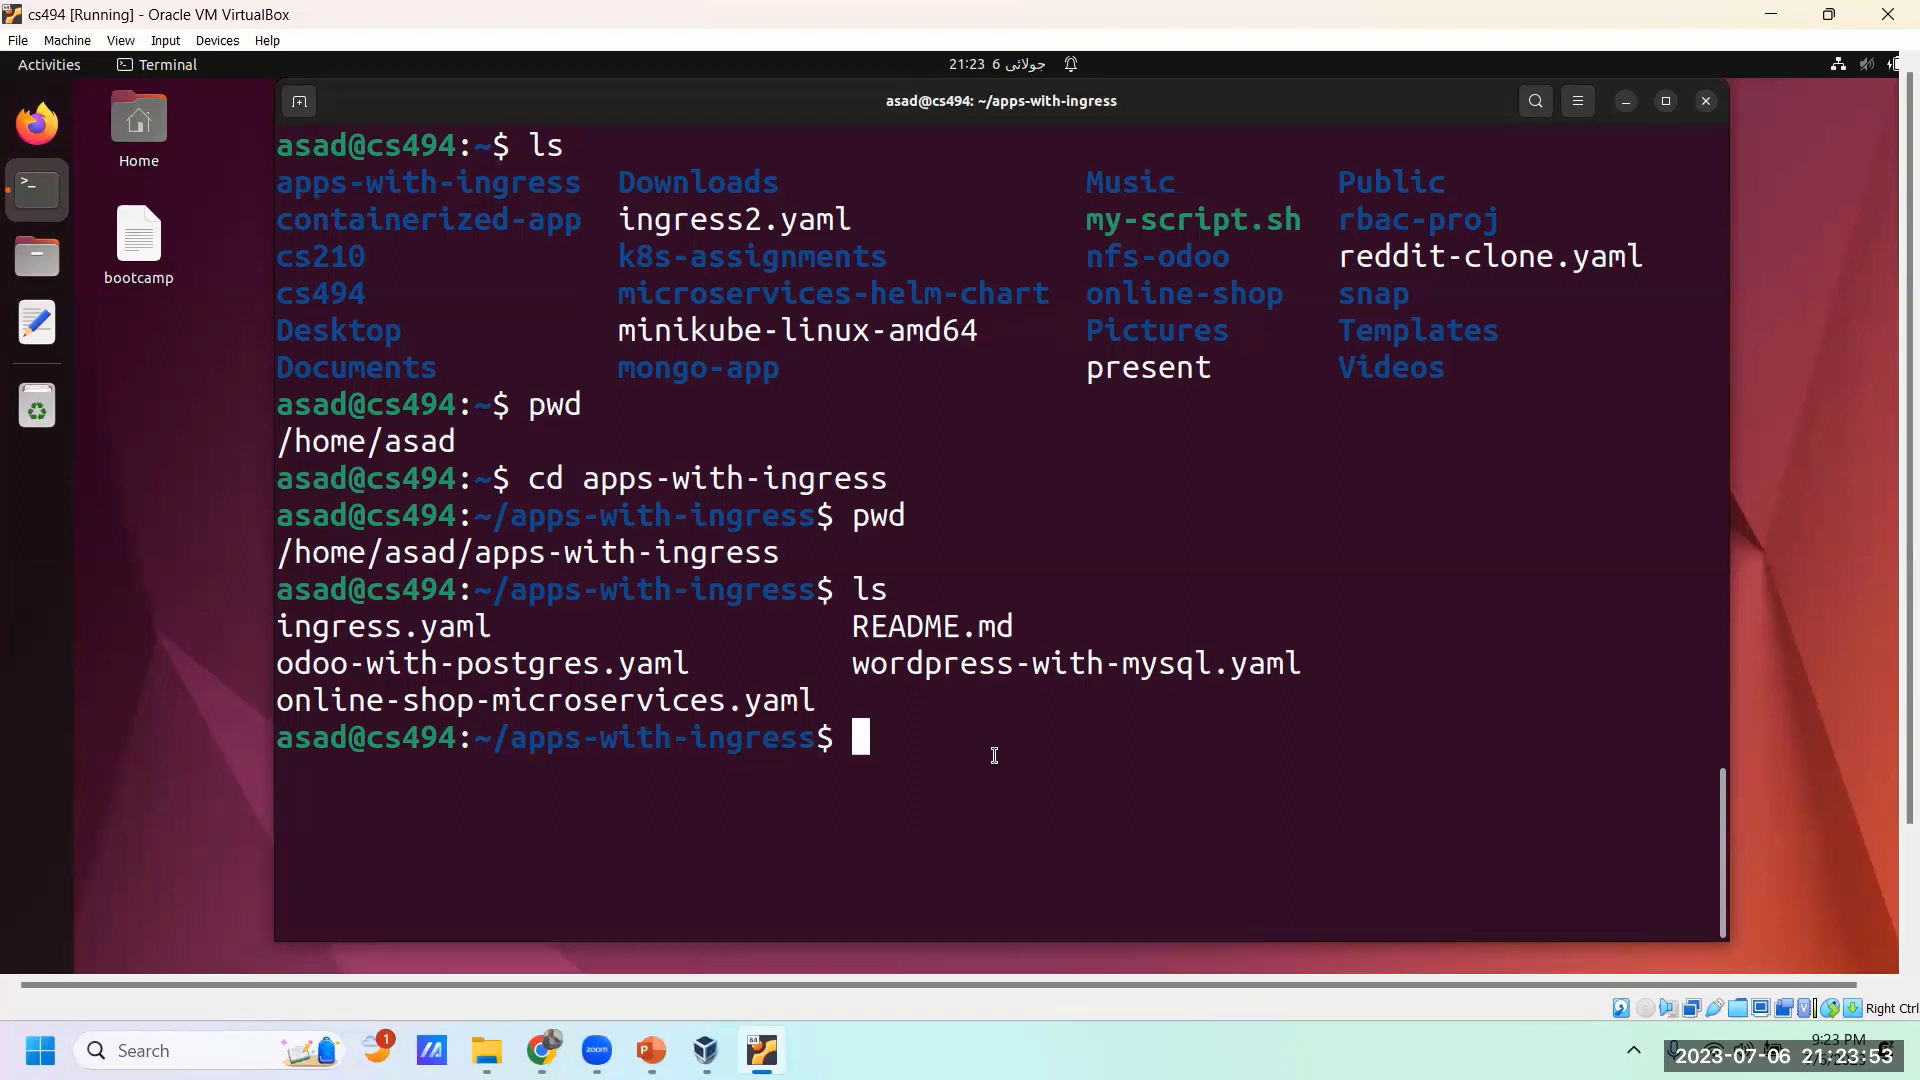 cs494 [Running] - Oracle VM VirtualBox
File Machine View Input Devices Help
Activities Terminal 21:23 6 جولائی
asad@cs494: ~/apps-with-ingress
Home
bootcamp
asad@cs494:~$ ls
apps-with-ingress Downloads Music Public
containerized-app ingress2.yaml my-script.sh rbac-proj
cs210 k8s-assignments nfs-odoo reddit-clone.yaml
cs494 microservices-helm-chart online-shop snap
Desktop minikube-linux-amd64 Pictures Templates
Documents mongo-app present Videos
asad@cs494:~$ pwd
/home/asad
asad@cs494:~$ cd apps-with-ingress
asad@cs494:~/apps-with-ingress$ pwd
/home/asad/apps-with-ingress
asad@cs494:~/apps-with-ingress$ ls
ingress.yaml README.md
odoo-with-postgres.yaml wordpress-with-mysql.yaml
online-shop-microservices.yaml
asad@cs494:~/apps-with-ingress$
Right Ctrl
Search
1
zoom
64
9:23 PM
2023-07-06 21:23:53